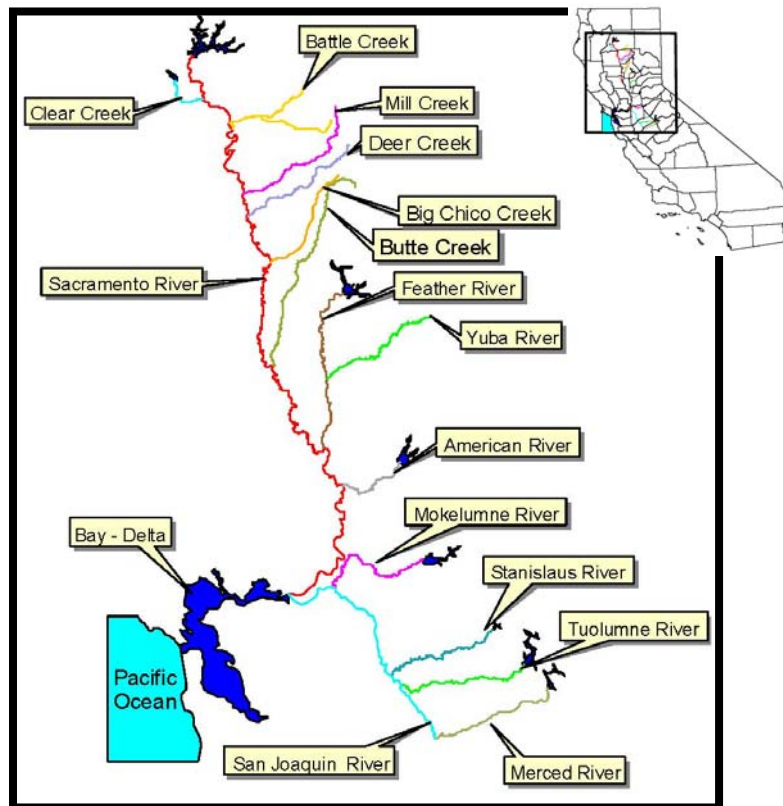 Battle Creek
Clear Creek
Mill Creek
Deer Creek
Big Chico Creek
Butte Creek
Sacramento River
Feather River
Yuba River
American River
Mokelumne River
Bay - Delta
Stanislaus River
Tuolumne River
Pacific
Ocean
San Joaquin River
Merced River